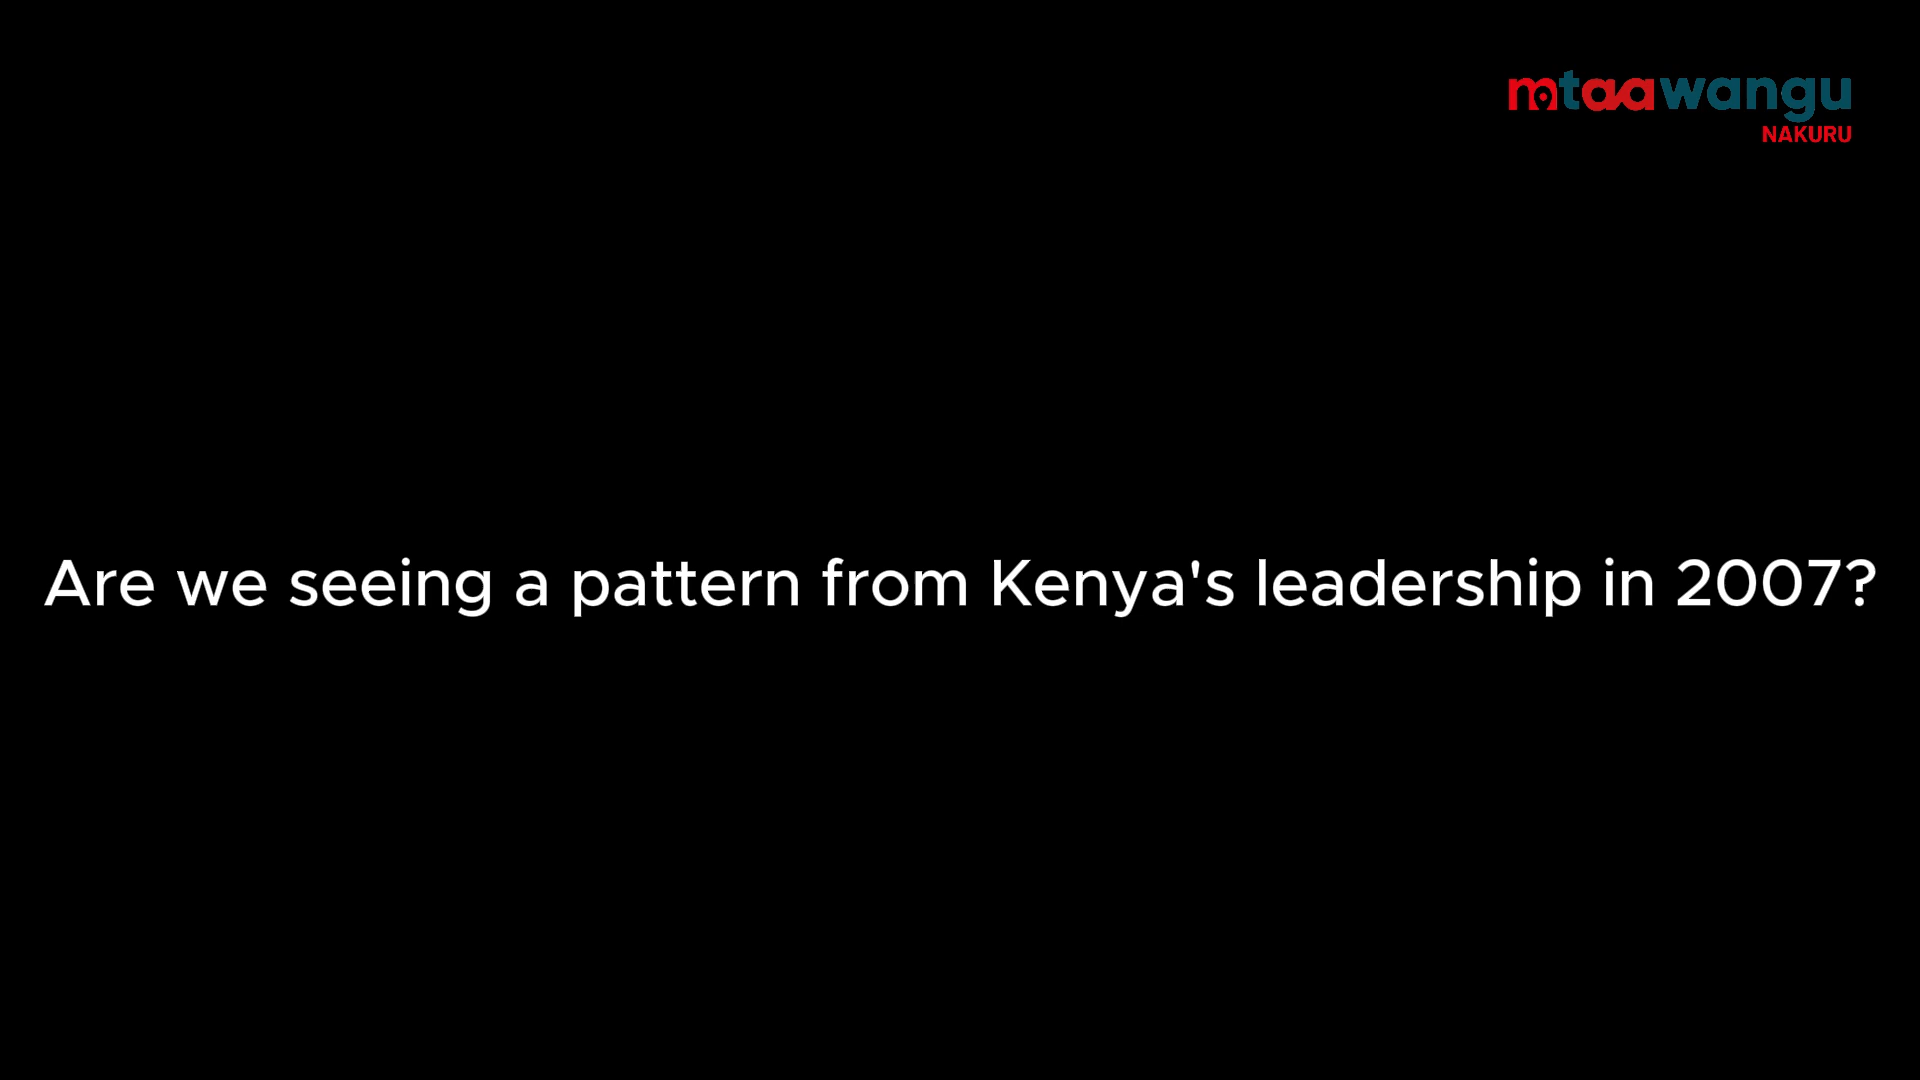 mtaawangu
NAKURU
Are we seeing a pattern from Kenya's leadership in 2007?